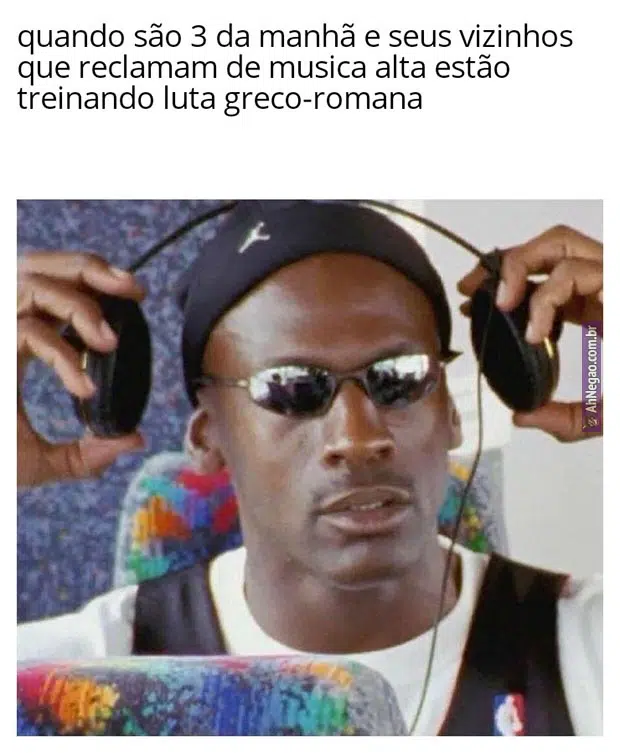 quando são 3 da manhã e seus vizinhos
que reclamam de musica alta estão
treinando luta greco-romana
AhNegao.com.br